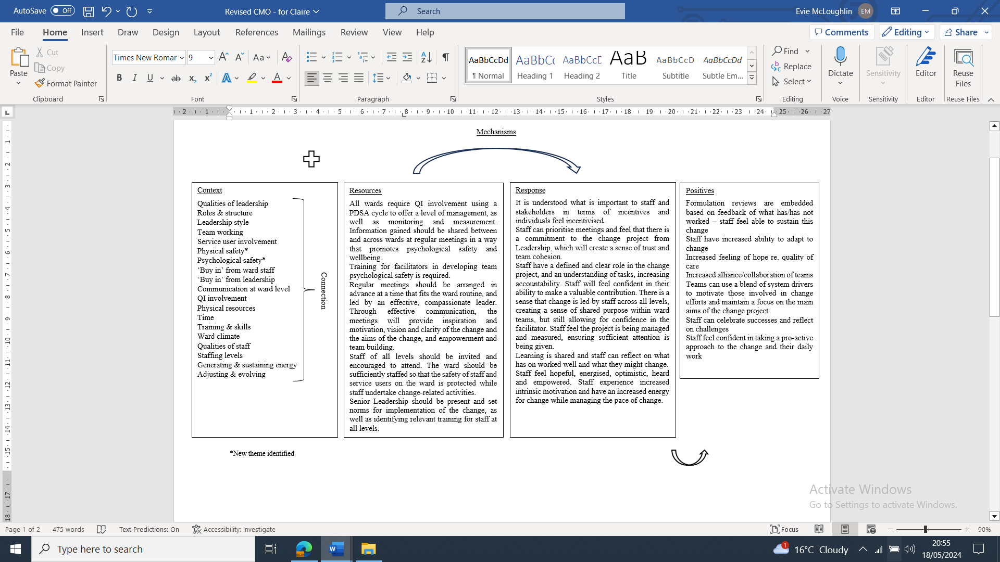 AutoSave Off
Revised CMO - for Claire
Search
Evie McLoughlin EM
File Home Insert Draw Design Layout References Mailings Review View Help
Comments Editing Share
Paste
Cut
Copy
Format Painter
Clipboard
Times New Romar 9
Font
Paragraph
AaBbCcDd
¶ Normal
AaBbCc
Heading 1
AaBbCcD
Heading 2
AaB
Title
AaBbCcD
Subtitle
AaBbCcDd
Subtle Em...
Styles
Find
Replace
Select
Editing
Dictate
Voice
Sensitivity
Sensitivity
Editor
Editor
Reuse
Files
Reuse Files
Mechanisms
Context
Qualities of leadership
Roles & structure
Leadership style
Team working
Service user involvement
Physical safety*
Psychological safety*
‘Buy in’ from ward staff
‘Buy in’ from leadership
Communication at ward level
QI involvement
Physical resources
Time
Training & skills
Ward climate
Qualities of staff
Staffing levels
Generating & sustaining energy
Adjusting & evolving
Connection
Resources
All wards require QI involvement using a
PDSA cycle to offer a level of management, as
well as monitoring and measurement.
Information gained should be shared between
and across wards at regular meetings in a way
that promotes psychological safety and
wellbeing.
Training for facilitators in developing team
psychological safety is required.
Regular meetings should be arranged in
advance at a time that fits the ward routine, and
led by an effective, compassionate leader.
Through effective communication, the
meetings will provide inspiration and
motivation, vision and clarity of the change and
the aims of the change, and empowerment and
team building.
Staff of all levels should be invited and
encouraged to attend. The ward should be
sufficiently staffed so that the safety of staff and
service users on the ward is protected while
staff undertake change-related activities.
Senior Leadership should be present and set
norms for implementation of the change, as
well as identifying relevant training for staff at
all levels.
Response
It is understood what is important to staff and
stakeholders in terms of incentives and
individuals feel incentivised.
Staff can prioritise meetings and feel that there is
a commitment to the change project from
Leadership, which will create a sense of trust and
team cohesion.
Staff have a defined and clear role in the change
project, and an understanding of tasks, increasing
accountability. Staff will feel confident in their
ability to make a valuable contribution. There is a
sense that change is led by staff across all levels,
creating a sense of shared purpose within ward
teams, but still allowing for confidence in the
facilitator. Staff feel the project is being managed
and measured, ensuring sufficient attention is
being given.
Learning is shared and staff can reflect on what
has on worked well and what they might change.
Staff feel hopeful, energised, optimistic, heard
and empowered. Staff experience increased
intrinsic motivation and have an increased energy
for change while managing the pace of change.
Positives
Formulation reviews are embedded
based on feedback of what has/has not
worked – staff feel able to sustain this
change
Staff have increased ability to adapt to
change
Increased feeling of hope re. quality of
care
Increased alliance/collaboration of teams
Teams can use a blend of system drivers
to motivate those involved in change
efforts and maintain a focus on the main
aims of the change project
Staff can celebrate successes and reflect
on challenges
Staff feel confident in taking a pro-active
approach to the change and their daily
work
*New theme identified
Activate Windows
Go to Settings to activate Windows.
Page 1 of 2 475 words Text Predictions: On Accessibility: Investigate
Focus 90%
Type here to search
1 16°C Cloudy
20:55
18/05/2024